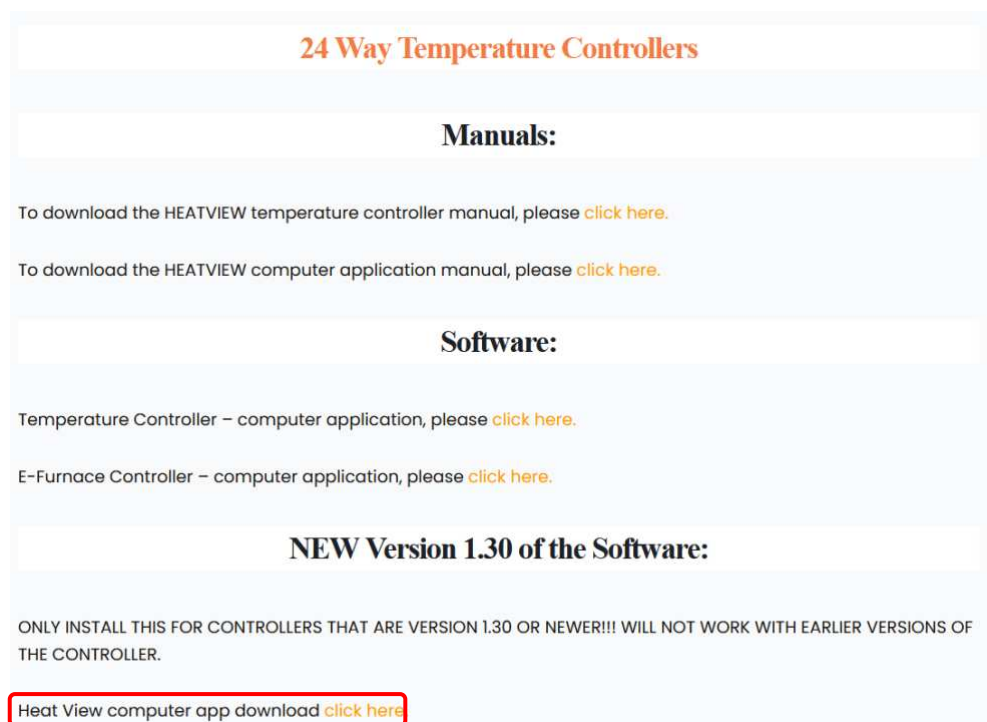 24 Way Temperature Controllers
Manuals:
To download the HEATVIEW temperature controller manual, please click here.
To download the HEATVIEW computer application manual, please click here.
Software:
Temperature Controller – computer application, please click here.
E-Furnace Controller – computer application, please click here.
NEW Version 1.30 of the Software:
ONLY INSTALL THIS FOR CONTROLLERS THAT ARE VERSION 1.30 OR NEWER!!! WILL NOT WORK WITH EARLIER VERSIONS OF
THE CONTROLLER.
Heat View computer app download click here